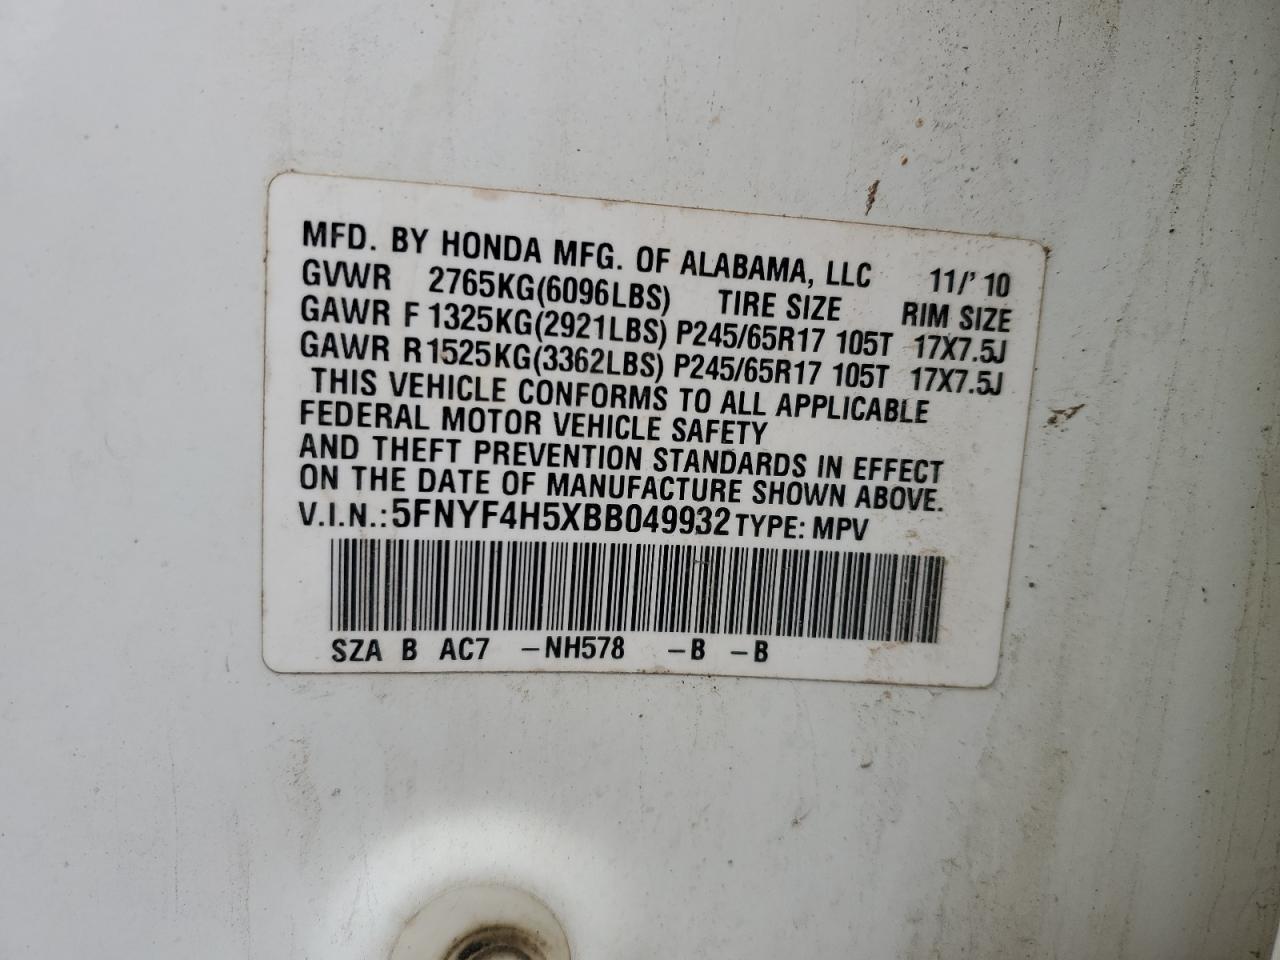 MFD. BY HONDA MFG. OF ALABAMA, LLC 11/' 10
GVWR 2765KG(6096LBS) TIRE SIZE RIM SIZE
GAWR F 1325KG(2921LBS) P245/65R17 105T 17X7.5J
GAWR R1525KG(3362LBS) P245/65R17 105T 17X7.5J
THIS VEHICLE CONFORMS TO ALL APPLICABLE
FEDERAL MOTOR VEHICLE SAFETY
AND THEFT PREVENTION STANDARDS IN EFFECT
ON THE DATE OF MANUFACTURE SHOWN ABOVE.
V.I.N.:5FNYF4H5XBB049932 TYPE: MPV
SZA B AC7 -NH578 -B -B